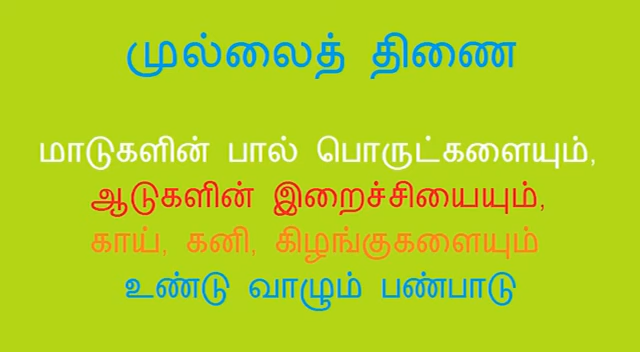 முல்லைத் திணை
மாடுகளின் பால் பொருட்களையும்,
ஆடுகளின் இறைச்சியையும்,
காய், கனி, கிழங்குகளையும்
உண்டு வாழும் பண்பாடு